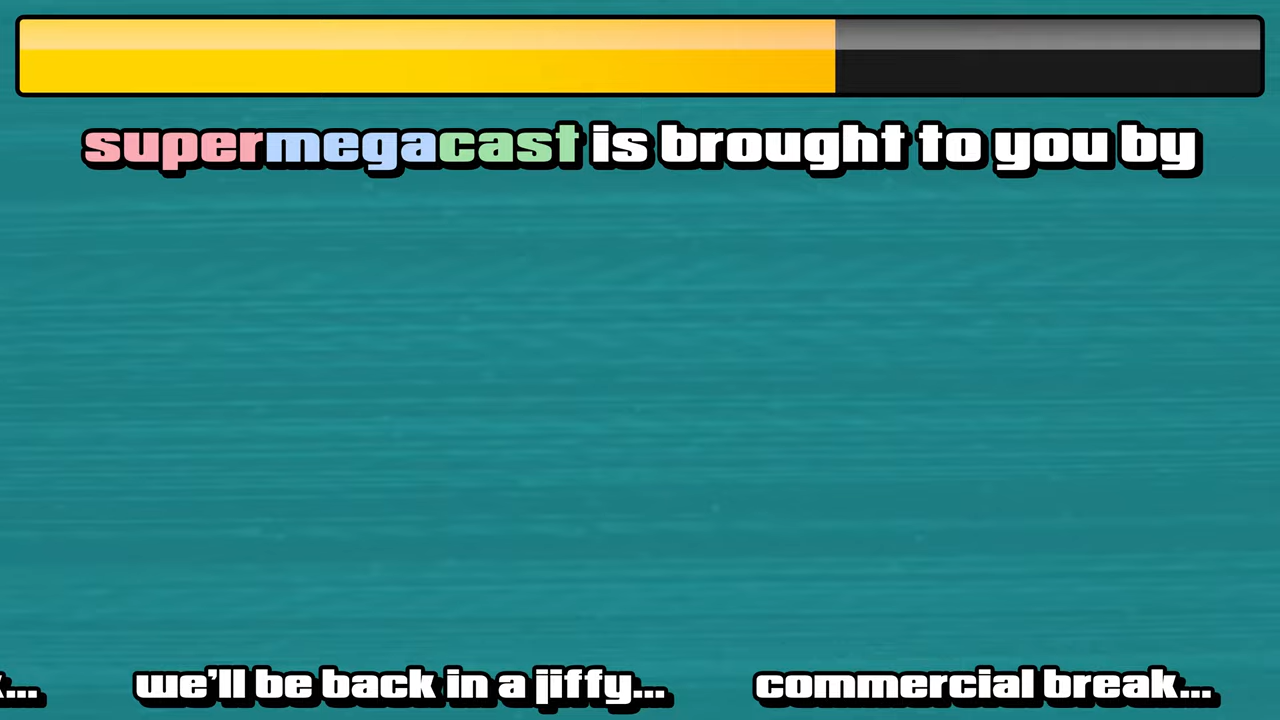 supermegacast is brought to you by
... we'll be back in a jiffy... commercial break...